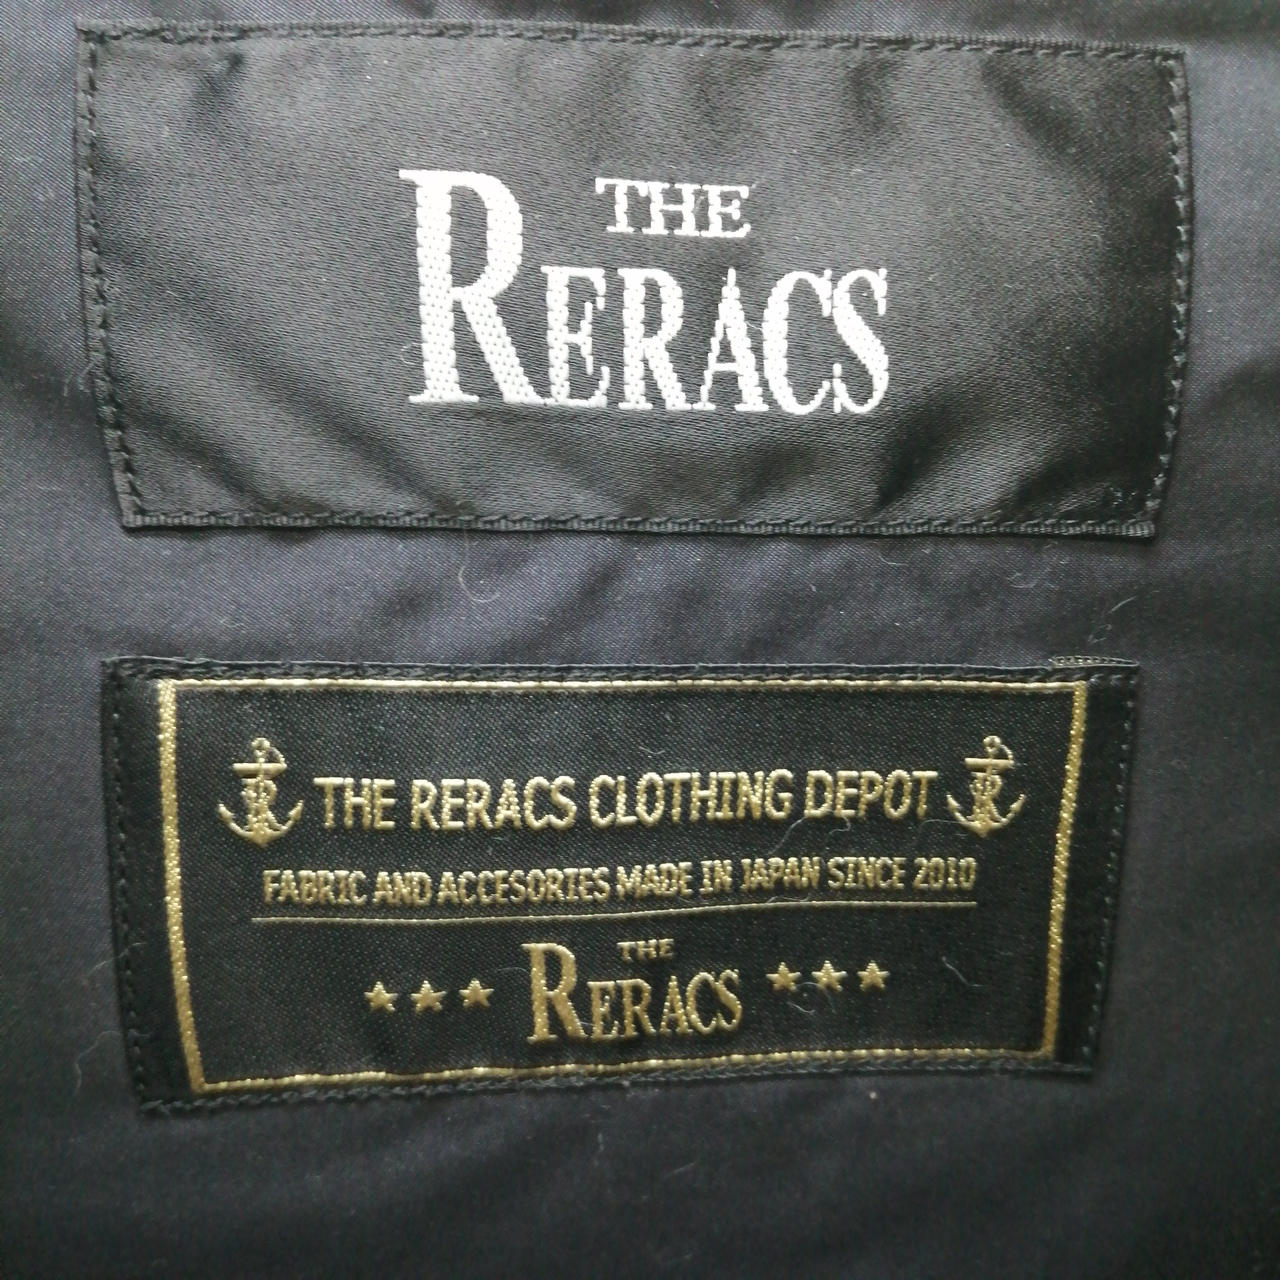 THE
RERACS
THE RERACS CLOTHING DEPOT
FABRIC AND ACCESORIES MADE IN JAPAN SINCE 2010
THE
RERACS